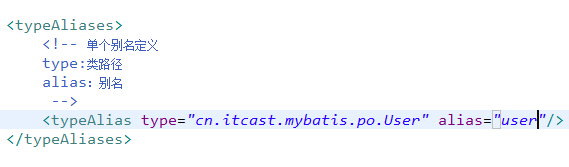 <typeAliases>
<!-- 单个别名定义
type:类路径
alias：别名
-->
<typeAlias type="cn.itcast.mybatis.po.User" alias="user"/>
</typeAliases>